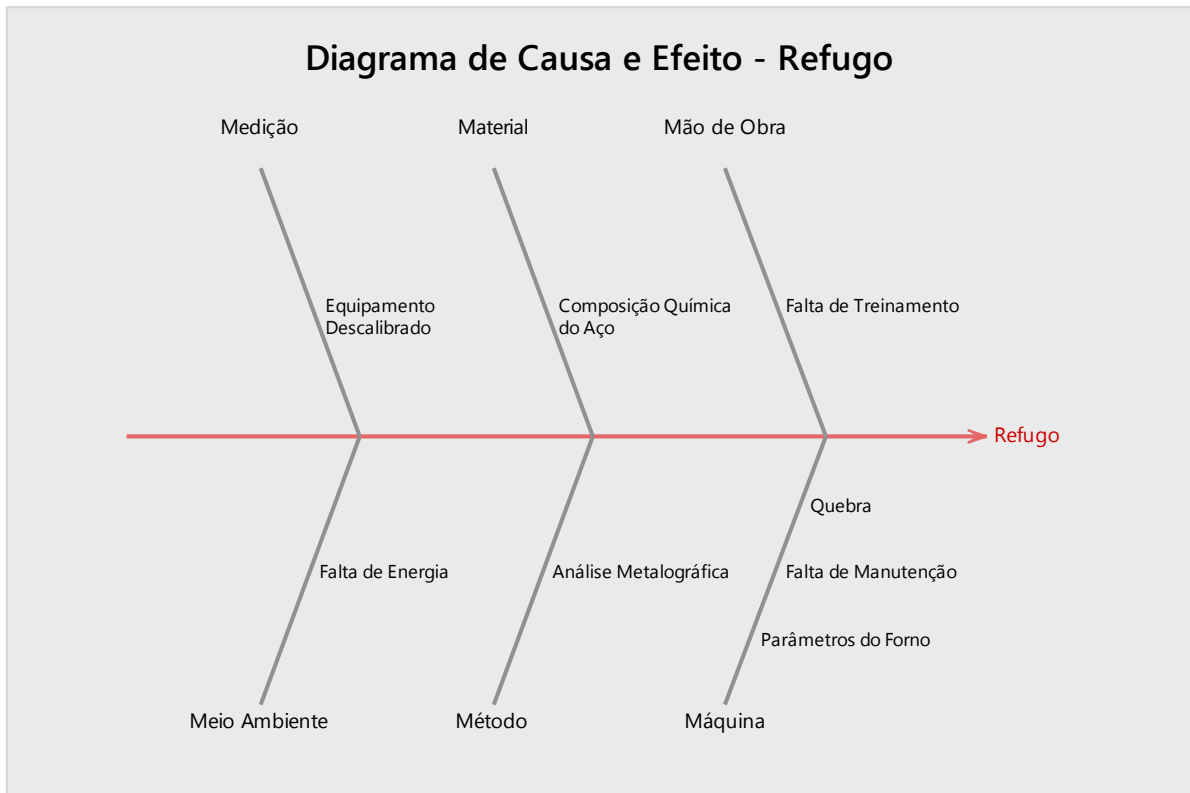 Diagrama de Causa e Efeito - Refugo
Medição
Material
Mão de Obra
Equipamento
Descalibrado
Composição Química
do Aço
Falta de Treinamento
Refugo
Quebra
Falta de Energia
Análise Metalográfica
Falta de Manutenção
Parâmetros do Forno
Meio Ambiente
Método
Máquina